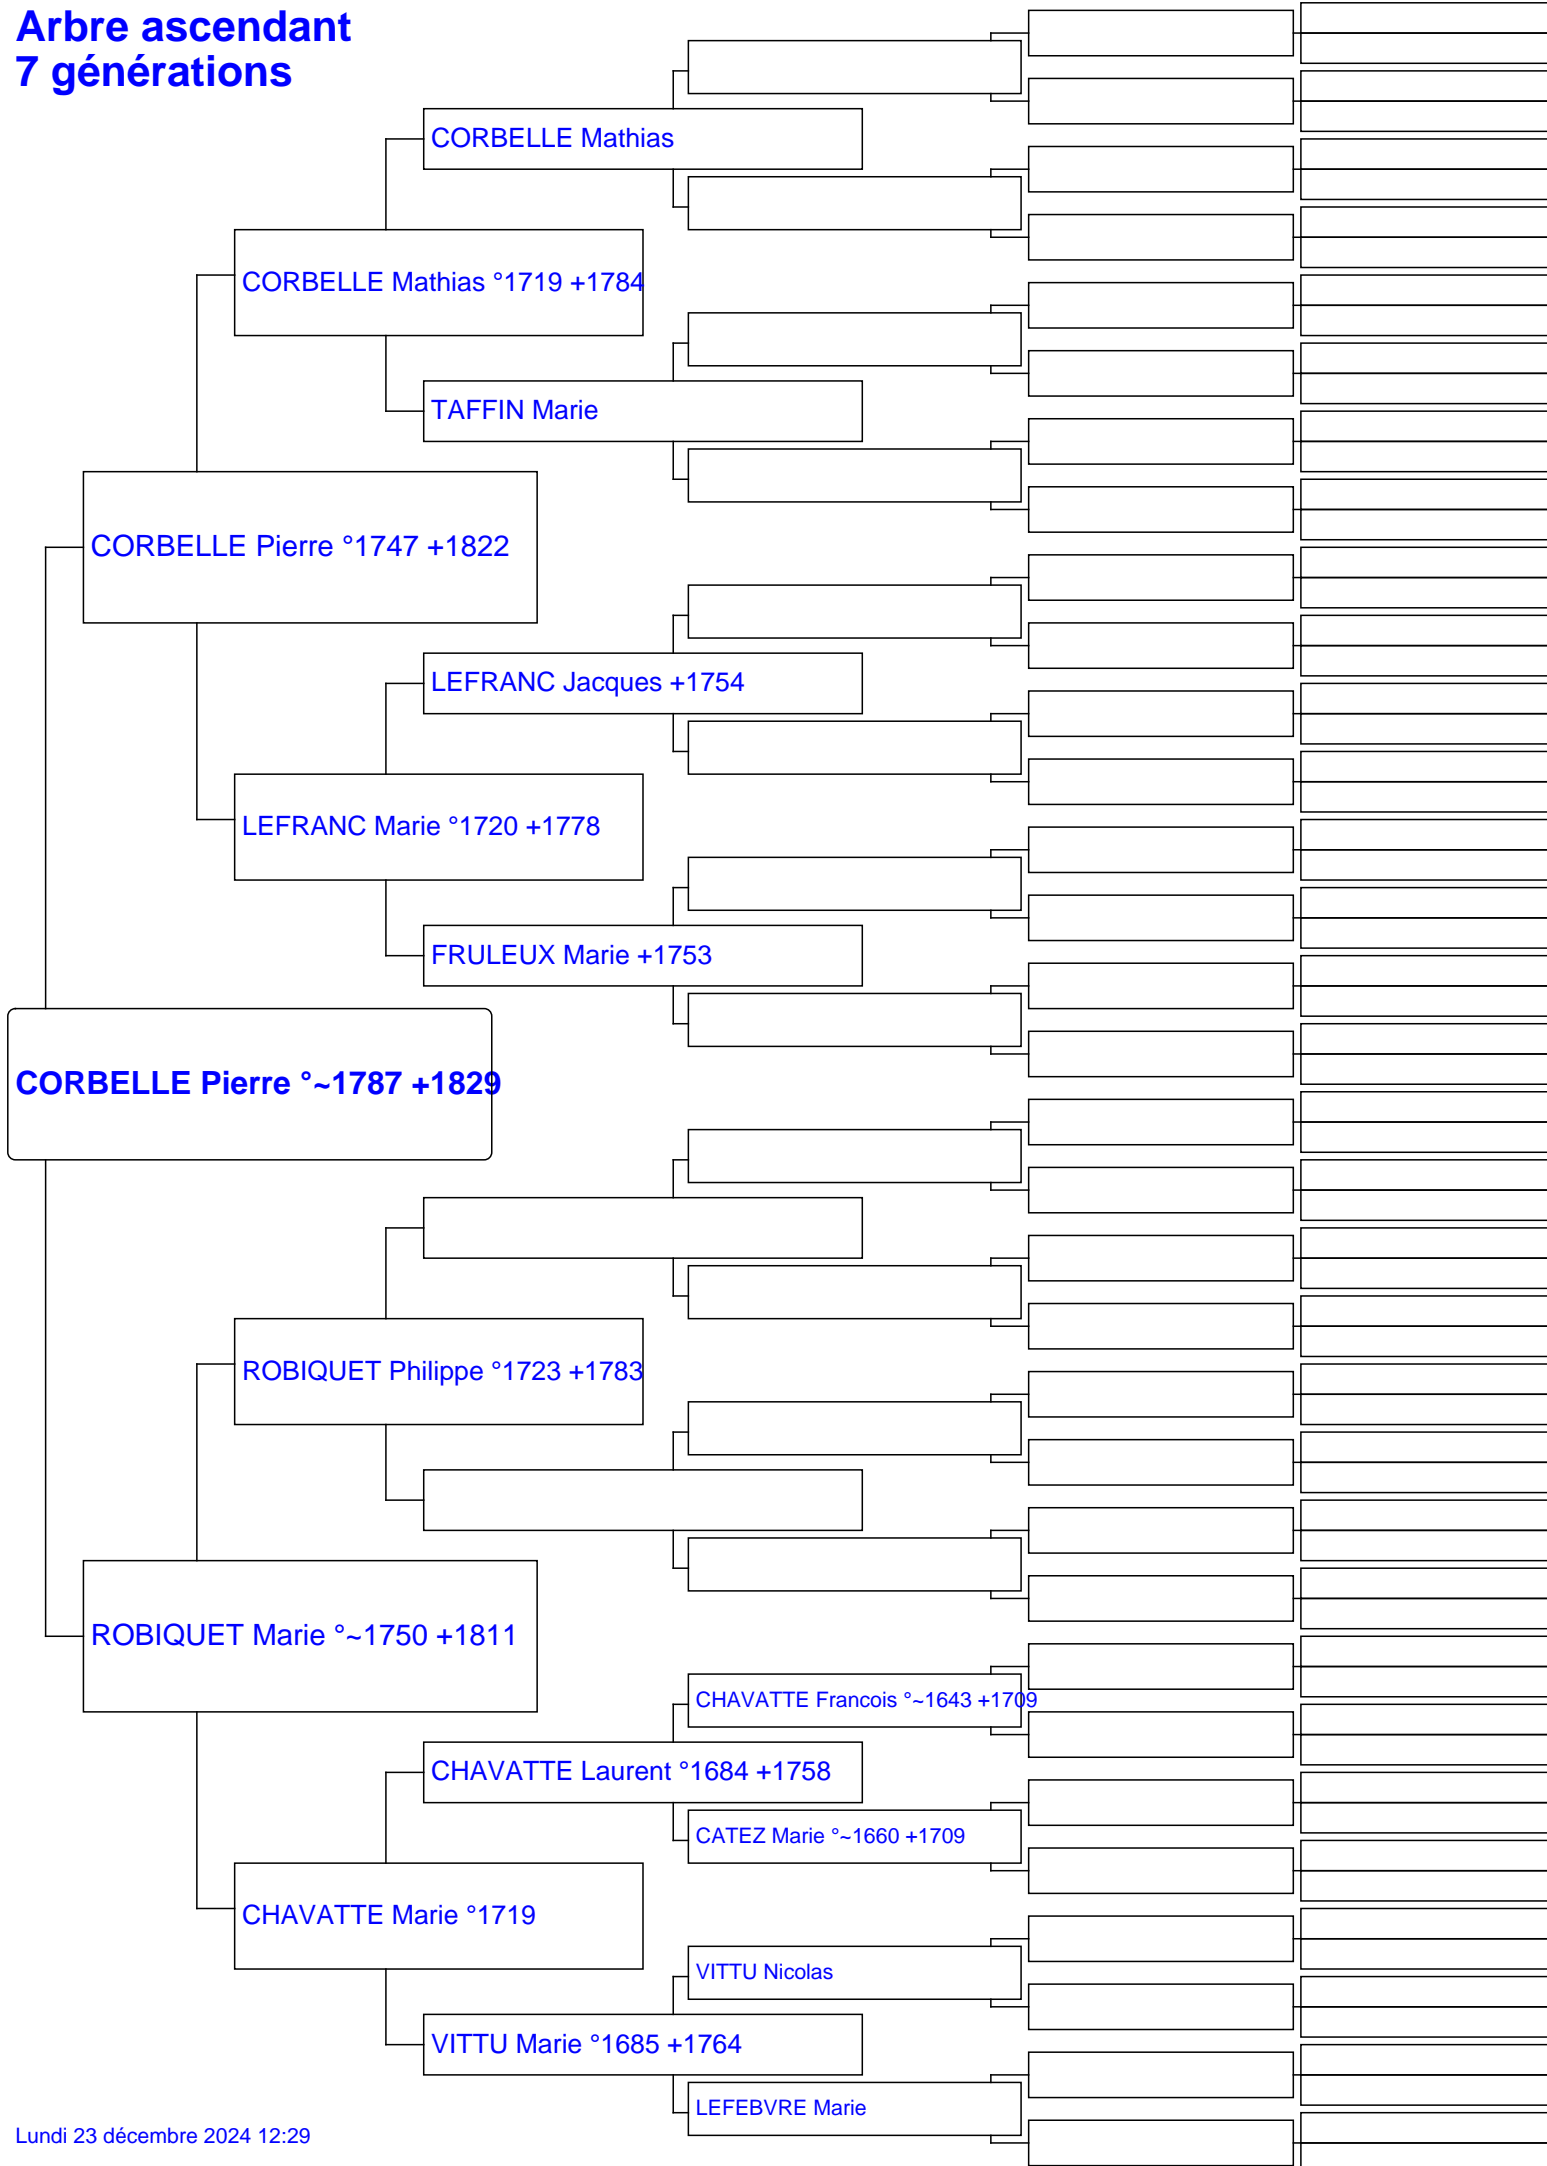 Arbre ascendant
7 générations
CORBELLE Mathias
CORBELLE Mathias °1719 +1784
TAFFIN Marie
CORBELLE Pierre °1747 +1822
LEFRANC Jacques +1754
LEFRANC Marie °1720 +1778
FRULEUX Marie +1753
CORBELLE Pierre °~1787 +1829
ROBIQUET Philippe °1723 +1783
ROBIQUET Marie °~1750 +1811
CHAVATTE Francois °~1643 +1709
CHAVATTE Laurent °1684 +1758
CATEZ Marie °~1660 +1709
CHAVATTE Marie °1719
VITTU Nicolas
VITTU Marie °1685 +1764
LEFEBVRE Marie
Lundi 23 décembre 2024 12:29